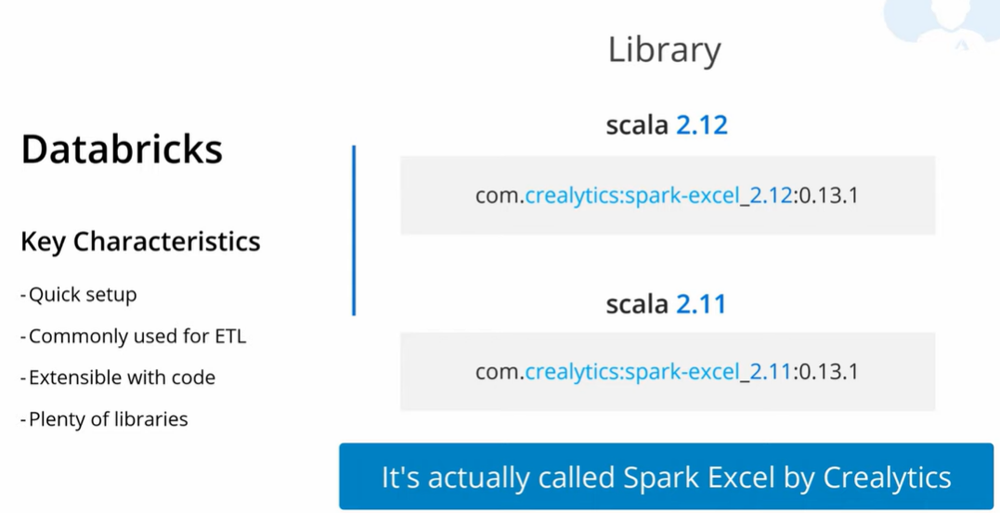 Databricks
Key Characteristics
-Quick setup
-Commonly used for ETL
-Extensible with code
-Plenty of libraries
Library
scala 2.12
com.crealytics:spark-excel_2.12:0.13.1
scala 2.11
com.crealytics:spark-excel_2.11:0.13.1
It's actually called Spark Excel by Crealytics